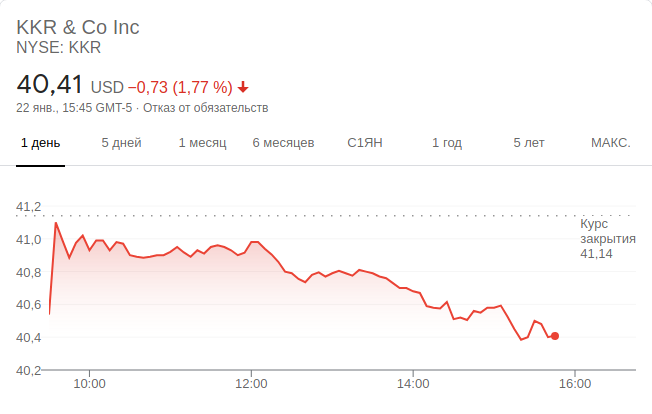 KKR & Co Inc
NYSE: KKR
40,41 USD −0,73 (1,77 %)
22 янв., 15:45 GMT-5 · Отказ от обязательств
1 день 5 дней 1 месяц 6 месяцев С1ЯН 1 год 5 лет МАКС.
41,2
Курс
закрытия
41,14
41,0
40,8
40,6
40,4
40,2
10:00 12:00 14:00 16:00